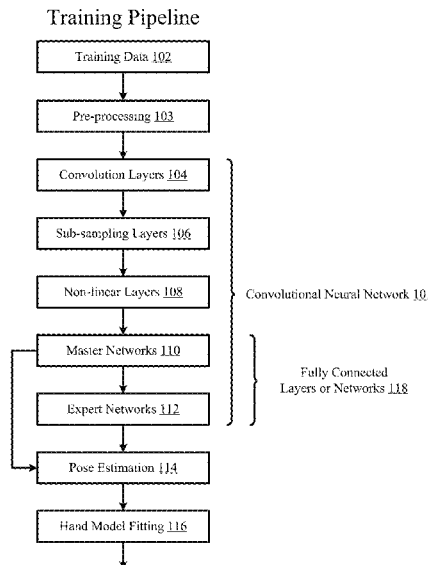 Training Pipeline
Training Data 102
Pre-processing 103
Convolution Layers 104
Sub-sampling Layers 106
Non-linear Layers 108
Convolutional Neural Network 10
Master Networks 110
Fully Connected
Layers or Networks 118
Expert Networks 112
Pose Estimation 114
Hand Model Fitting 116